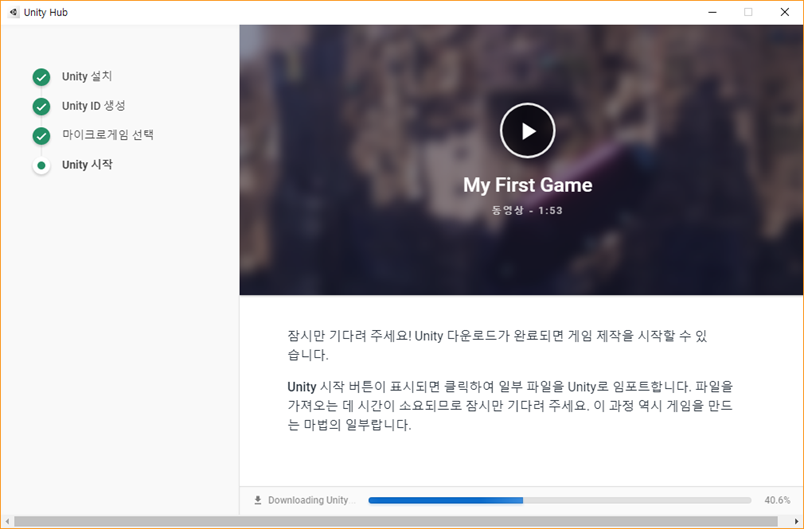 Unity Hub
Unity 설치
Unity ID 생성
마이크로게임 선택
Unity 시작
My First Game
동영상 - 1:53
잠시만 기다려 주세요! Unity 다운로드가 완료되면 게임 제작을 시작할 수 있
습니다.
Unity 시작 버튼이 표시되면 클릭하여 일부 파일을 Unity로 임포트합니다. 파일을
가져오는 데 시간이 소요되므로 잠시만 기다려 주세요. 이 과정 역시 게임을 만드
는 마법의 일부랍니다.
Downloading Unity...
40.6%